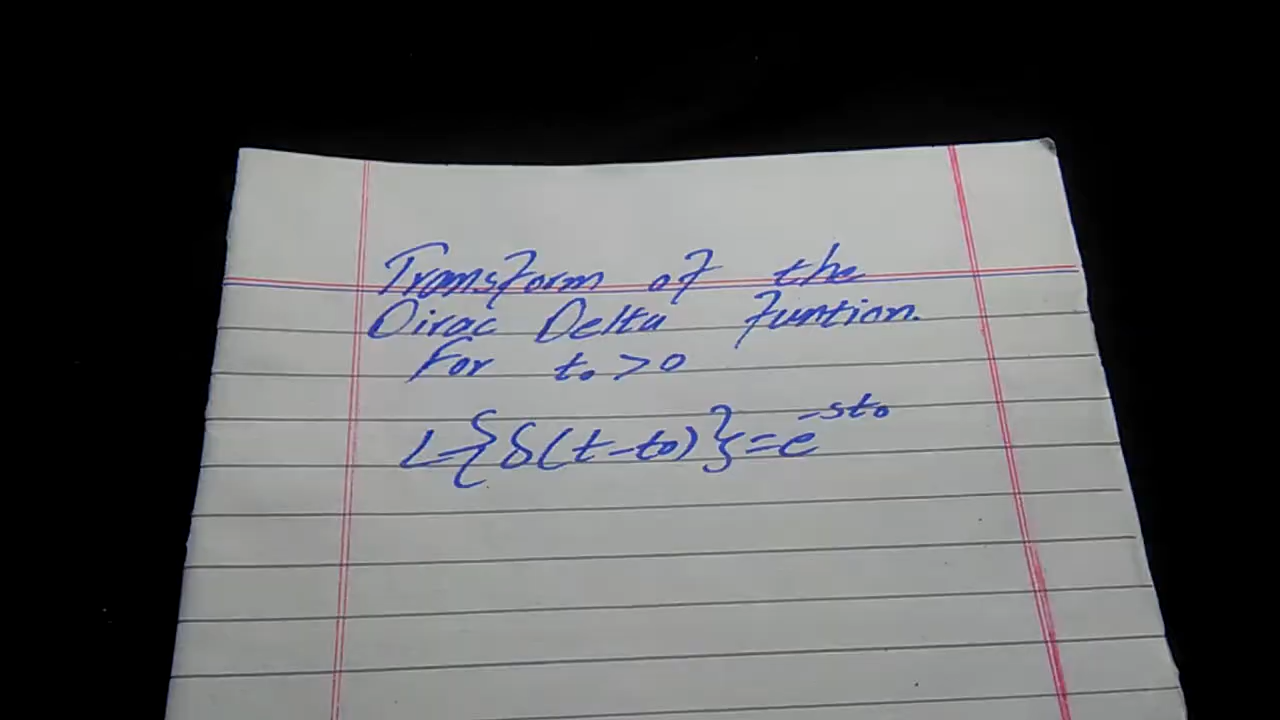 Transform of the
Dirac Delta Funtion.
For t₀ > 0
L{δ(t-t₀)} = e^{-st₀}